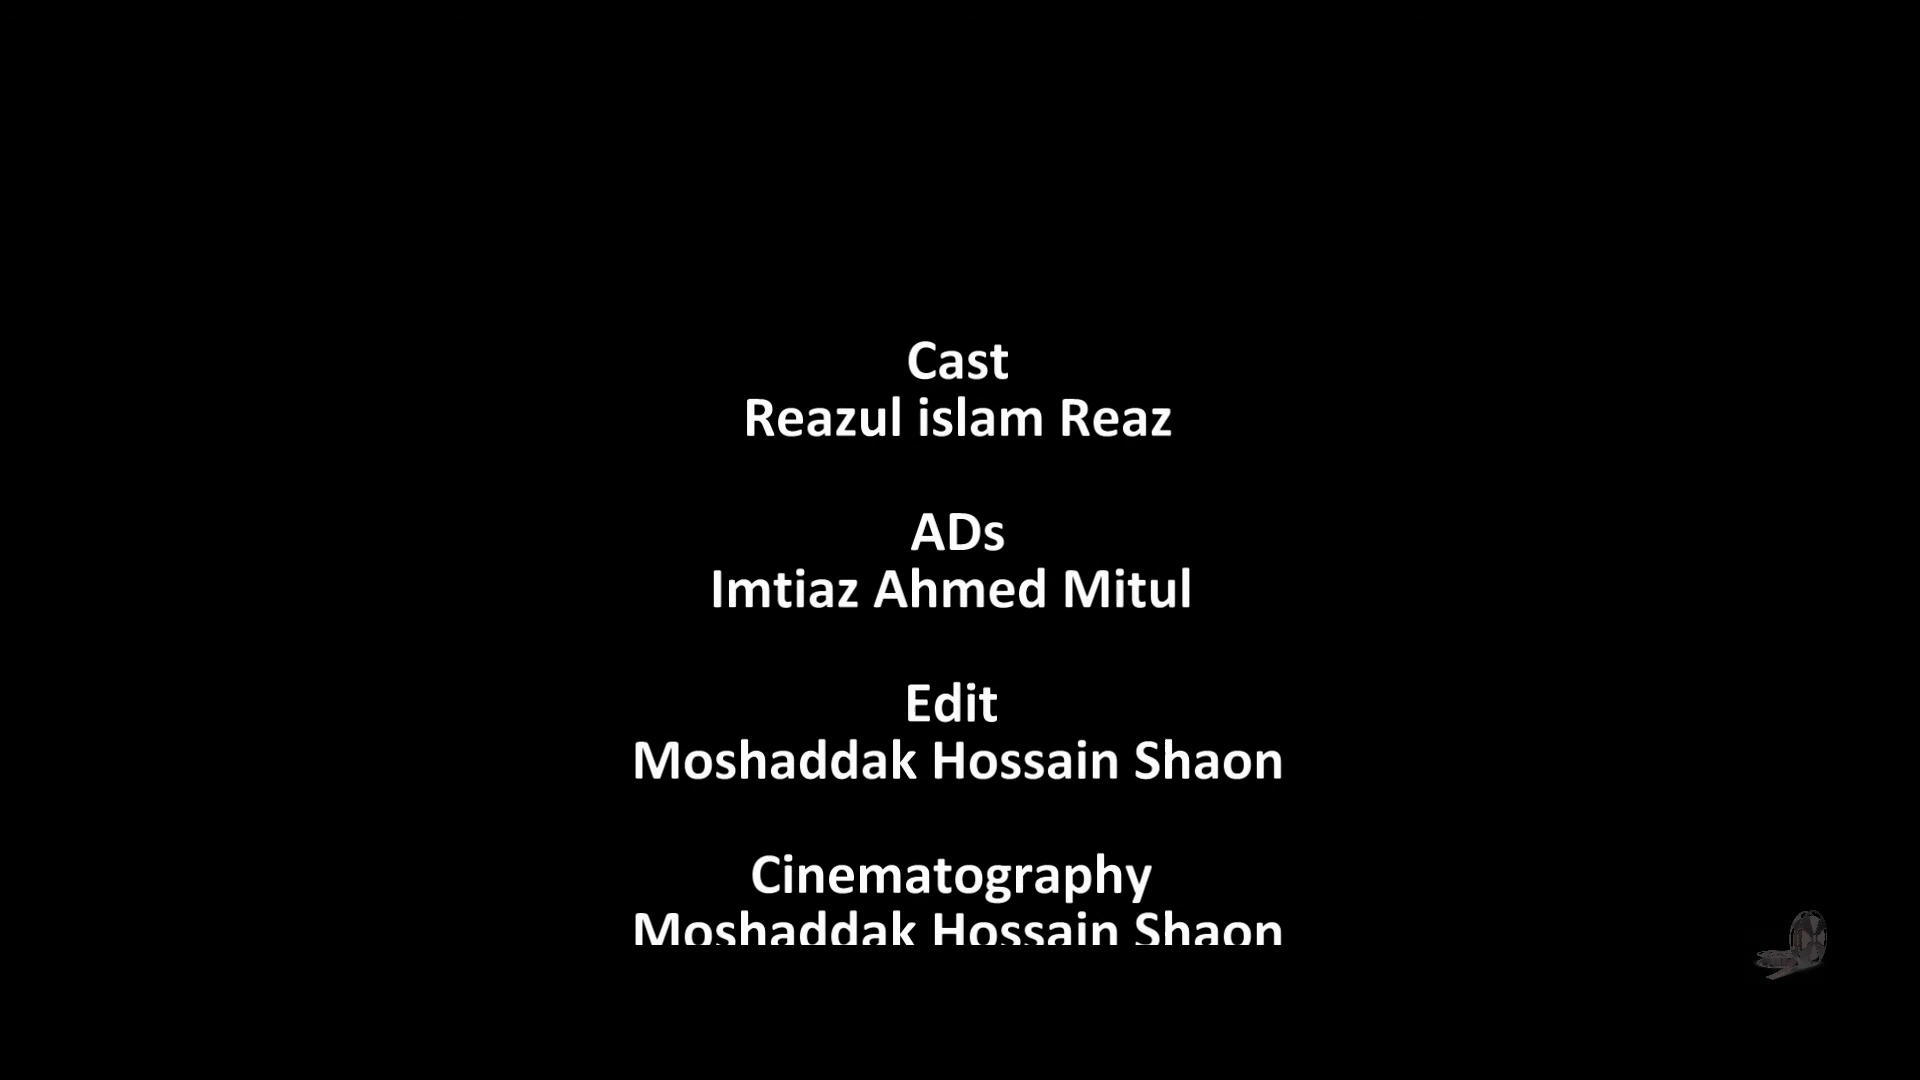 Cast
Reazul islam Reaz
ADs
Imtiaz Ahmed Mitul
Edit
Moshaddak Hossain Shaon
Cinematography
Moshaddak Hossain Shaon